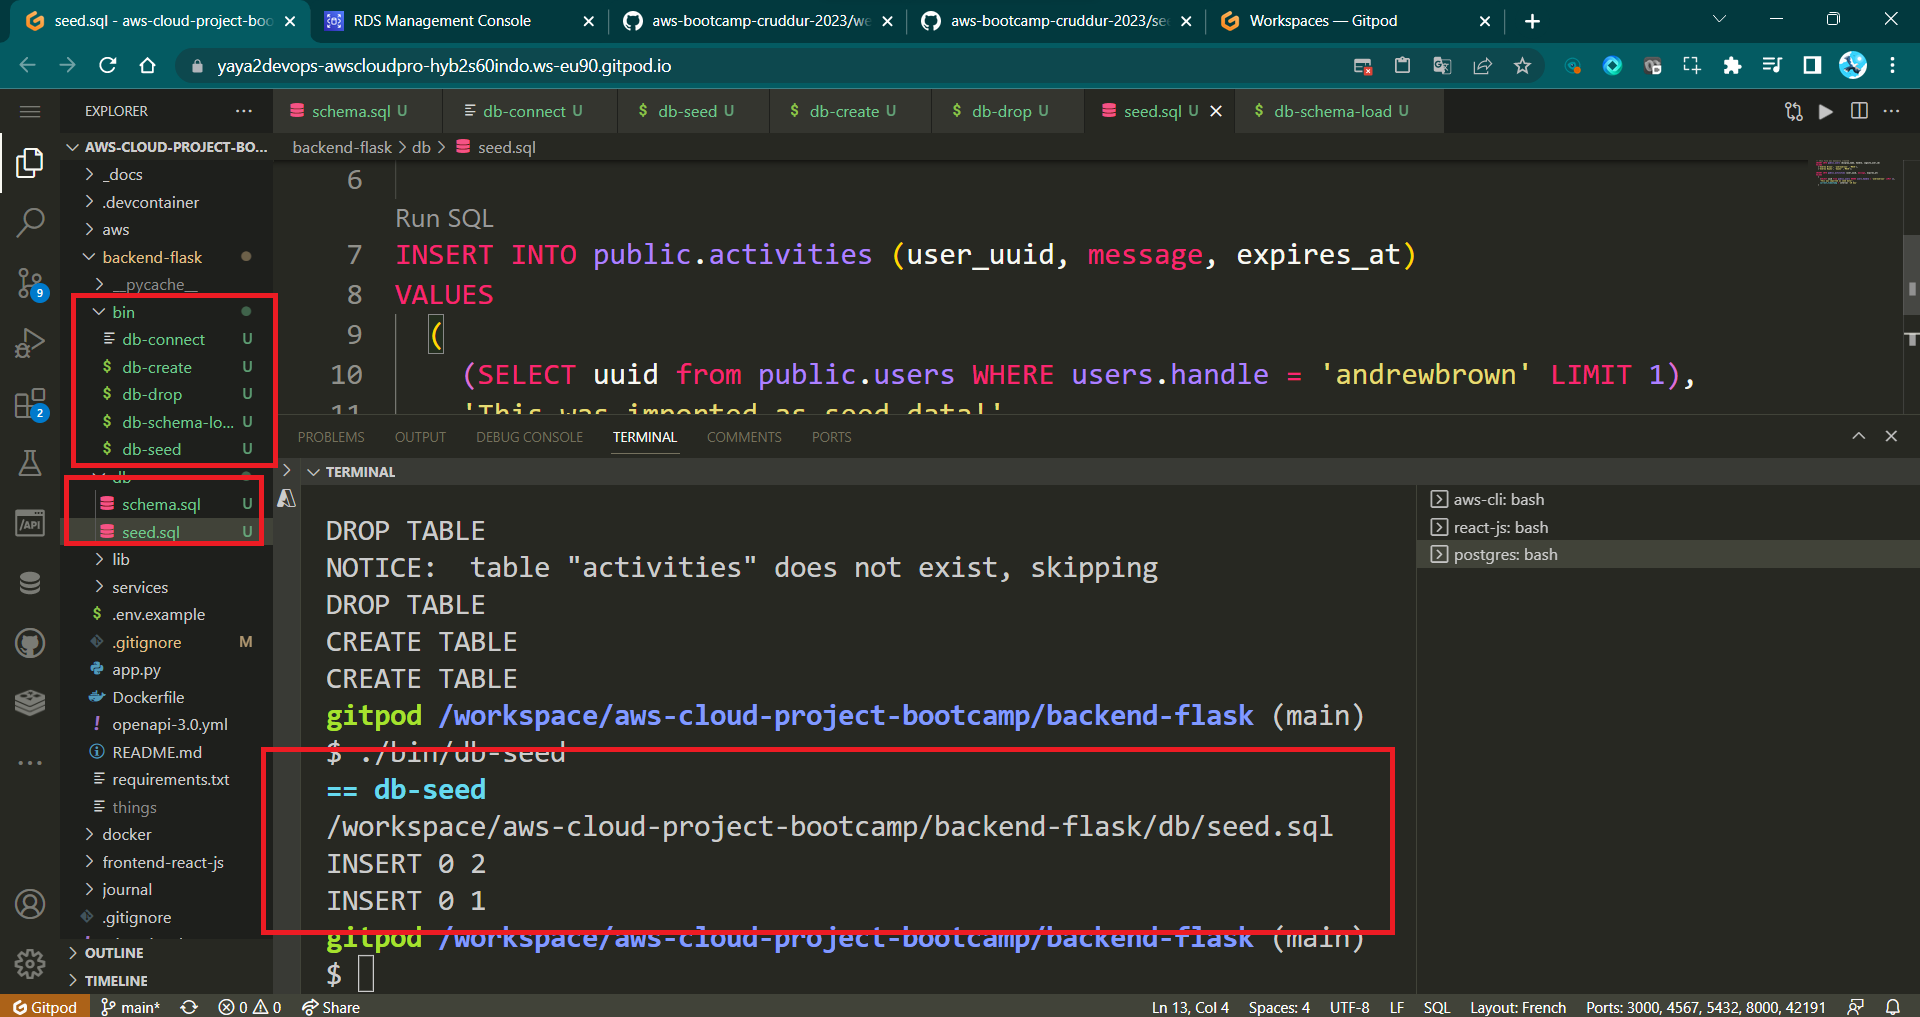 seed.sql - aws-cloud-project-boo
RDS Management Console
aws-bootcamp-cruddur-2023/we
aws-bootcamp-cruddur-2023/see
Workspaces — Gitpod
yaya2devops-awscloudpro-hyb2s60indo.ws-eu90.gitpod.io
EXPLORER
schema.sql U
db-connect U
db-seed U
db-create U
db-drop U
seed.sql U
db-schema-load U
AWS-CLOUD-PROJECT-BO...
_docs
.devcontainer
aws
backend-flask
__pycache__
bin
db-connect U
db-create U
db-drop U
db-schema-lo... U
db-seed U
db
schema.sql U
seed.sql U
lib
services
.env.example
.gitignore M
app.py
Dockerfile
openapi-3.0.yml
README.md
requirements.txt
things
docker
frontend-react-js
journal
.gitignore
OUTLINE
TIMELINE
9
2
/API
backend-flask > db > seed.sql
6
Run SQL
7 INSERT INTO public.activities (user_uuid, message, expires_at)
8 VALUES
9 (
10 (SELECT uuid from public.users WHERE users.handle = 'andrewbrown' LIMIT 1),
11 'This was imported as seed data!'
PROBLEMS OUTPUT DEBUG CONSOLE TERMINAL COMMENTS PORTS
TERMINAL
DROP TABLE
NOTICE:  table "activities" does not exist, skipping
DROP TABLE
CREATE TABLE
CREATE TABLE
gitpod /workspace/aws-cloud-project-bootcamp/backend-flask (main)
$ ./bin/db-seed
== db-seed
/workspace/aws-cloud-project-bootcamp/backend-flask/db/seed.sql
INSERT 0 2
INSERT 0 1
gitpod /workspace/aws-cloud-project-bootcamp/backend-flask (main)
$
aws-cli: bash
react-js: bash
postgres: bash
Gitpod
main*
0
0
Share
Ln 13, Col 4
Spaces: 4
UTF-8
LF
SQL
Layout: French
Ports: 3000, 4567, 5432, 8000, 42191